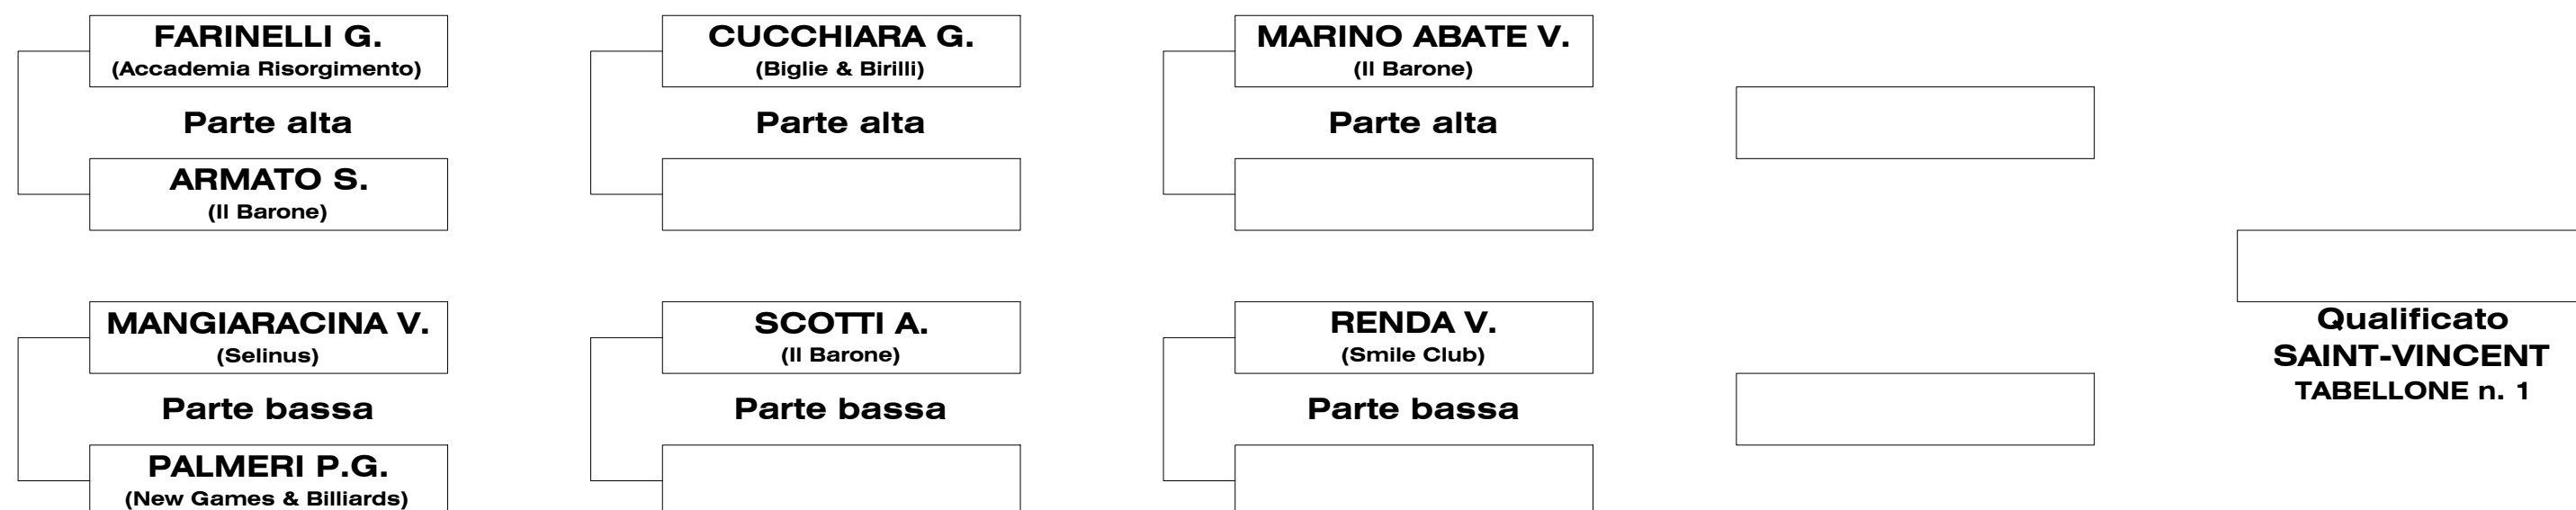 FARINELLI G.
(Accademia Risorgimento)
Parte alta
ARMATO S.
(Il Barone)
MANGIARACINA V.
(Selinus)
Parte bassa
PALMERI P.G.
(New Games & Billiards)
CUCCHIARA G.
(Biglie & Birilli)
Parte alta
SCOTTI A.
(Il Barone)
Parte bassa
MARINO ABATE V.
(Il Barone)
Parte alta
RENDA V.
(Smile Club)
Parte bassa
Qualificato
SAINT-VINCENT
TABELLONE n. 1